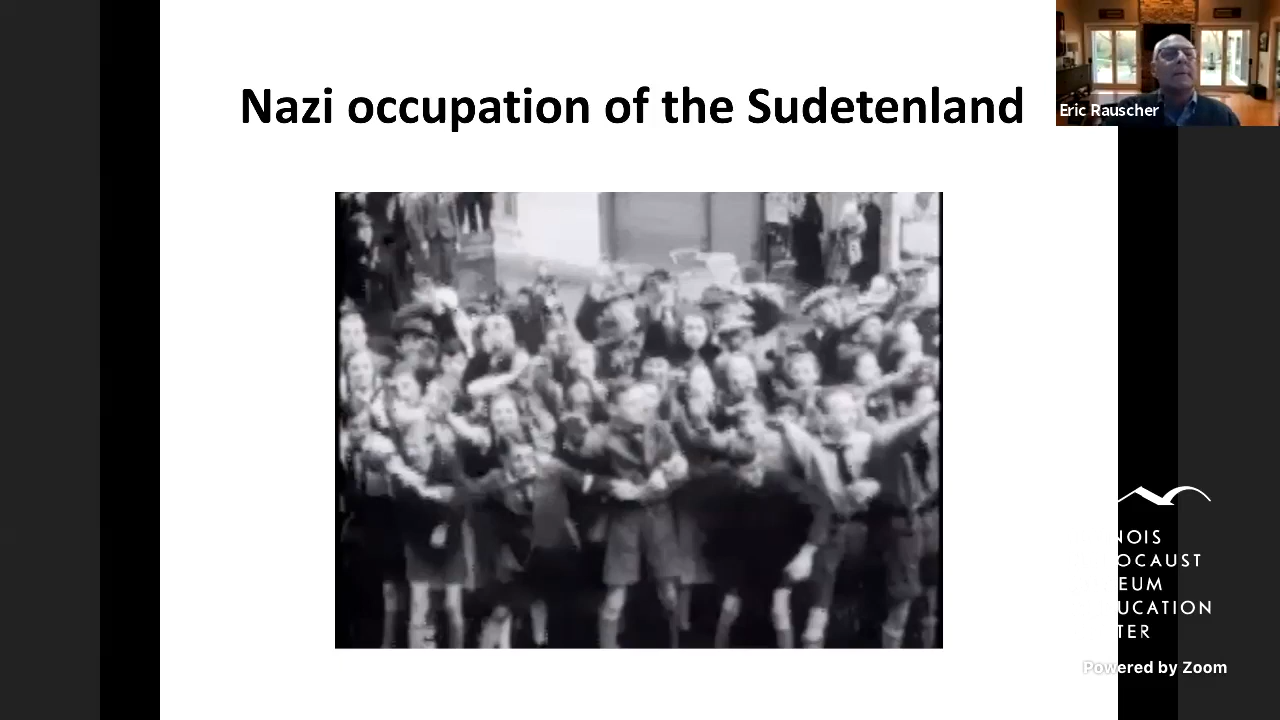 Nazi occupation of the Sudetenland
Eric Rauscher
NOIS
OCAUST
EUM
UCATION
TER
Powered by Zoom